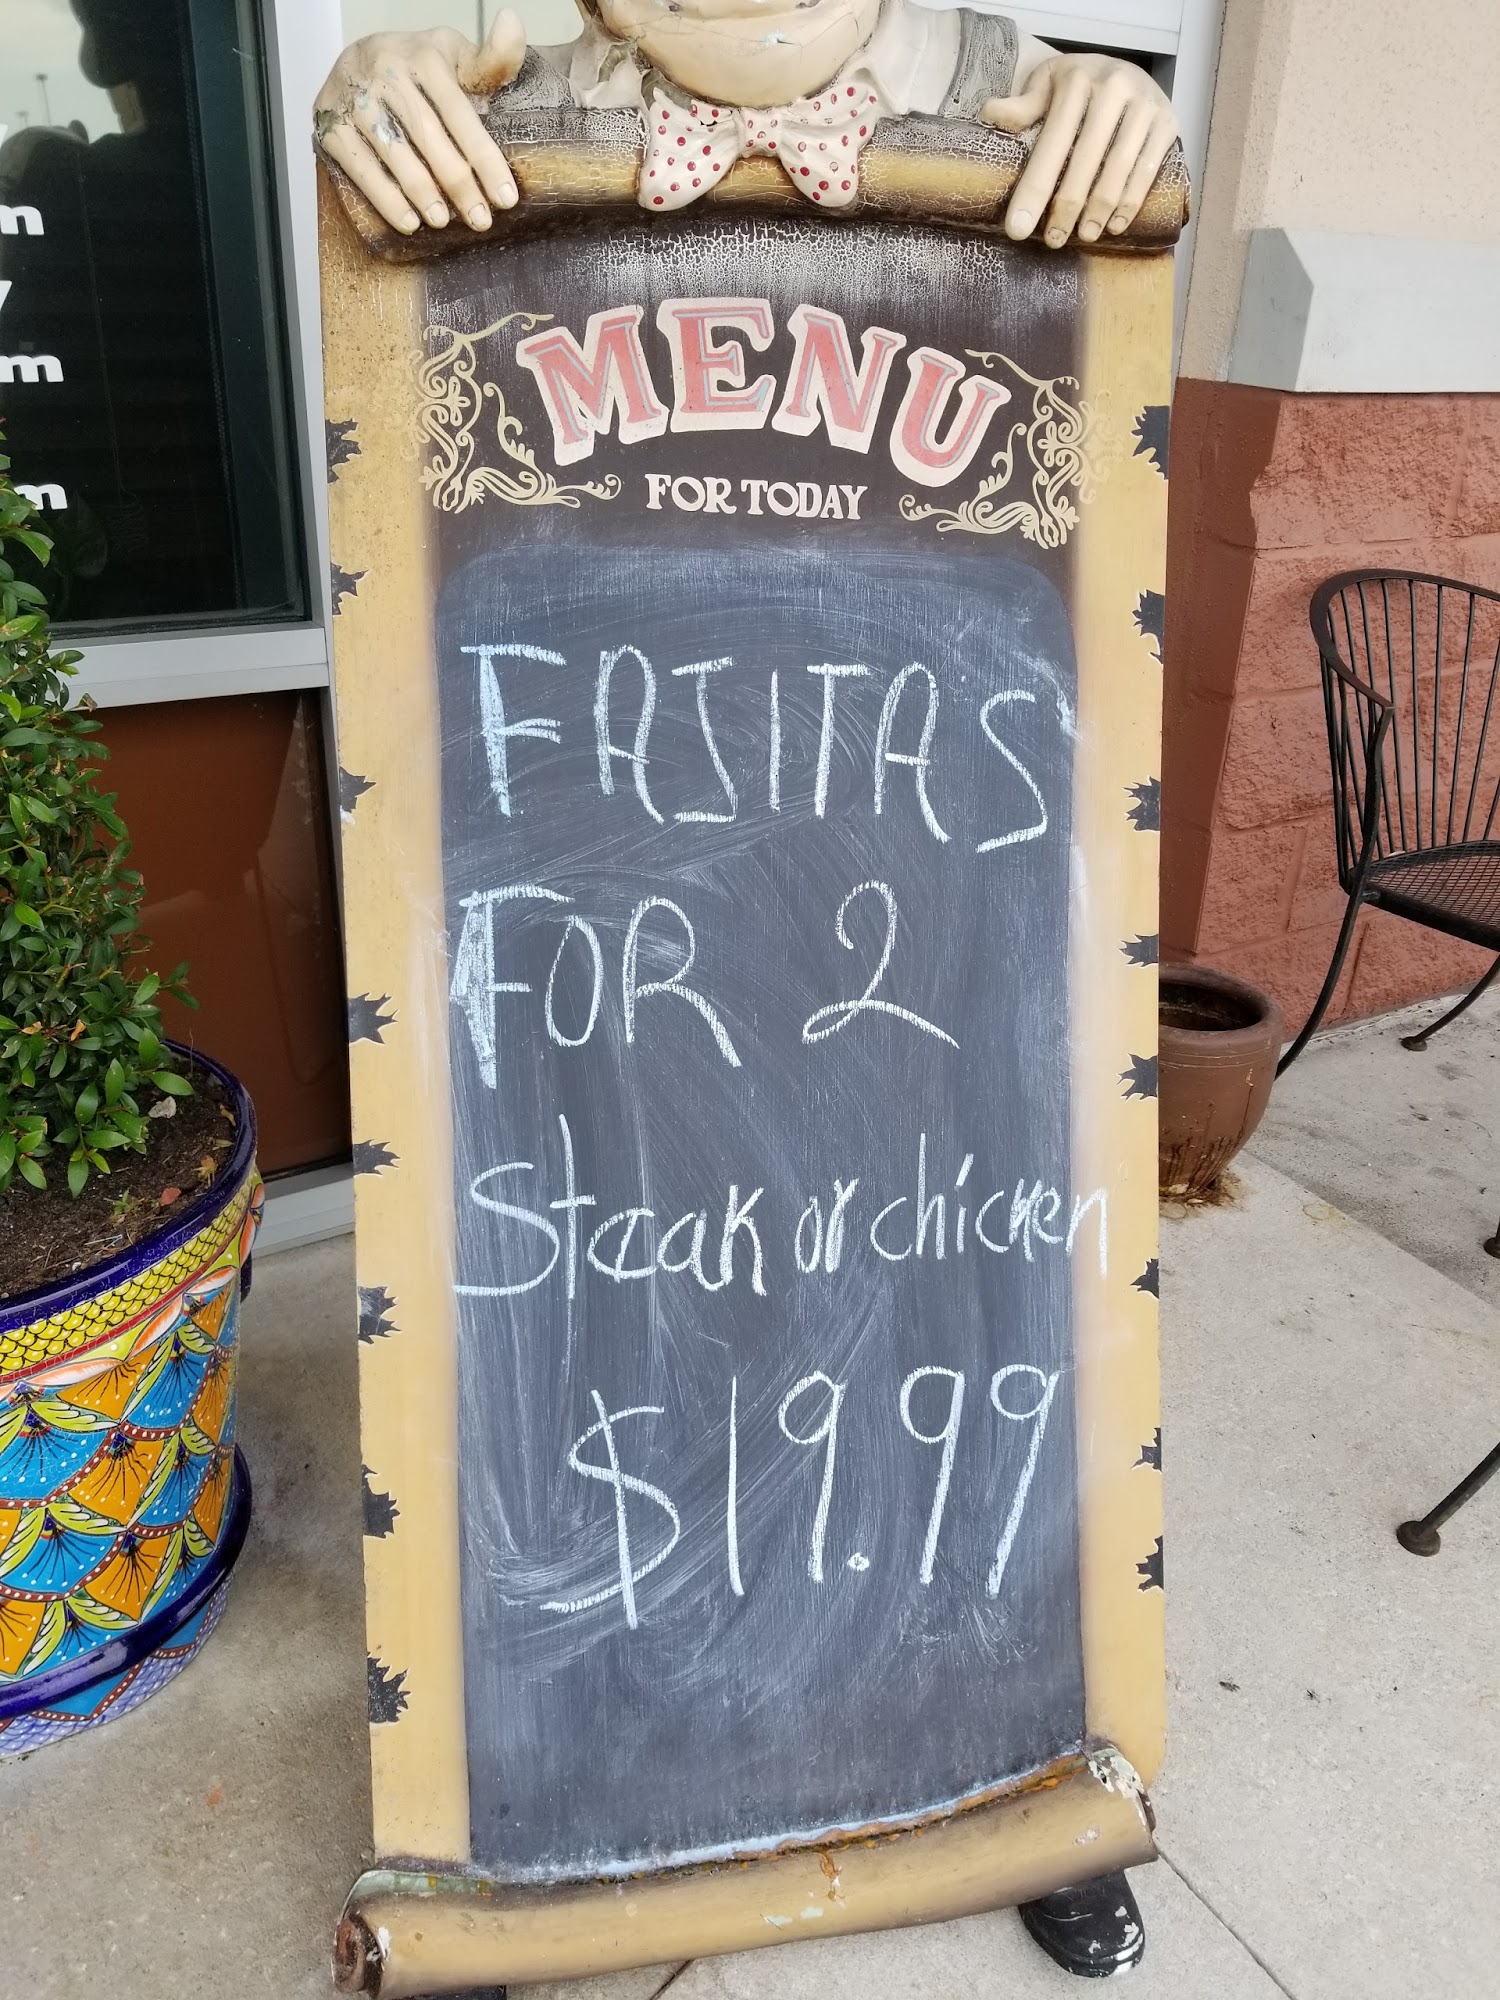 MENU
FOR TODAY
FAJITAS
FOR 2
Steak or chicken
$19.99
m
m
m